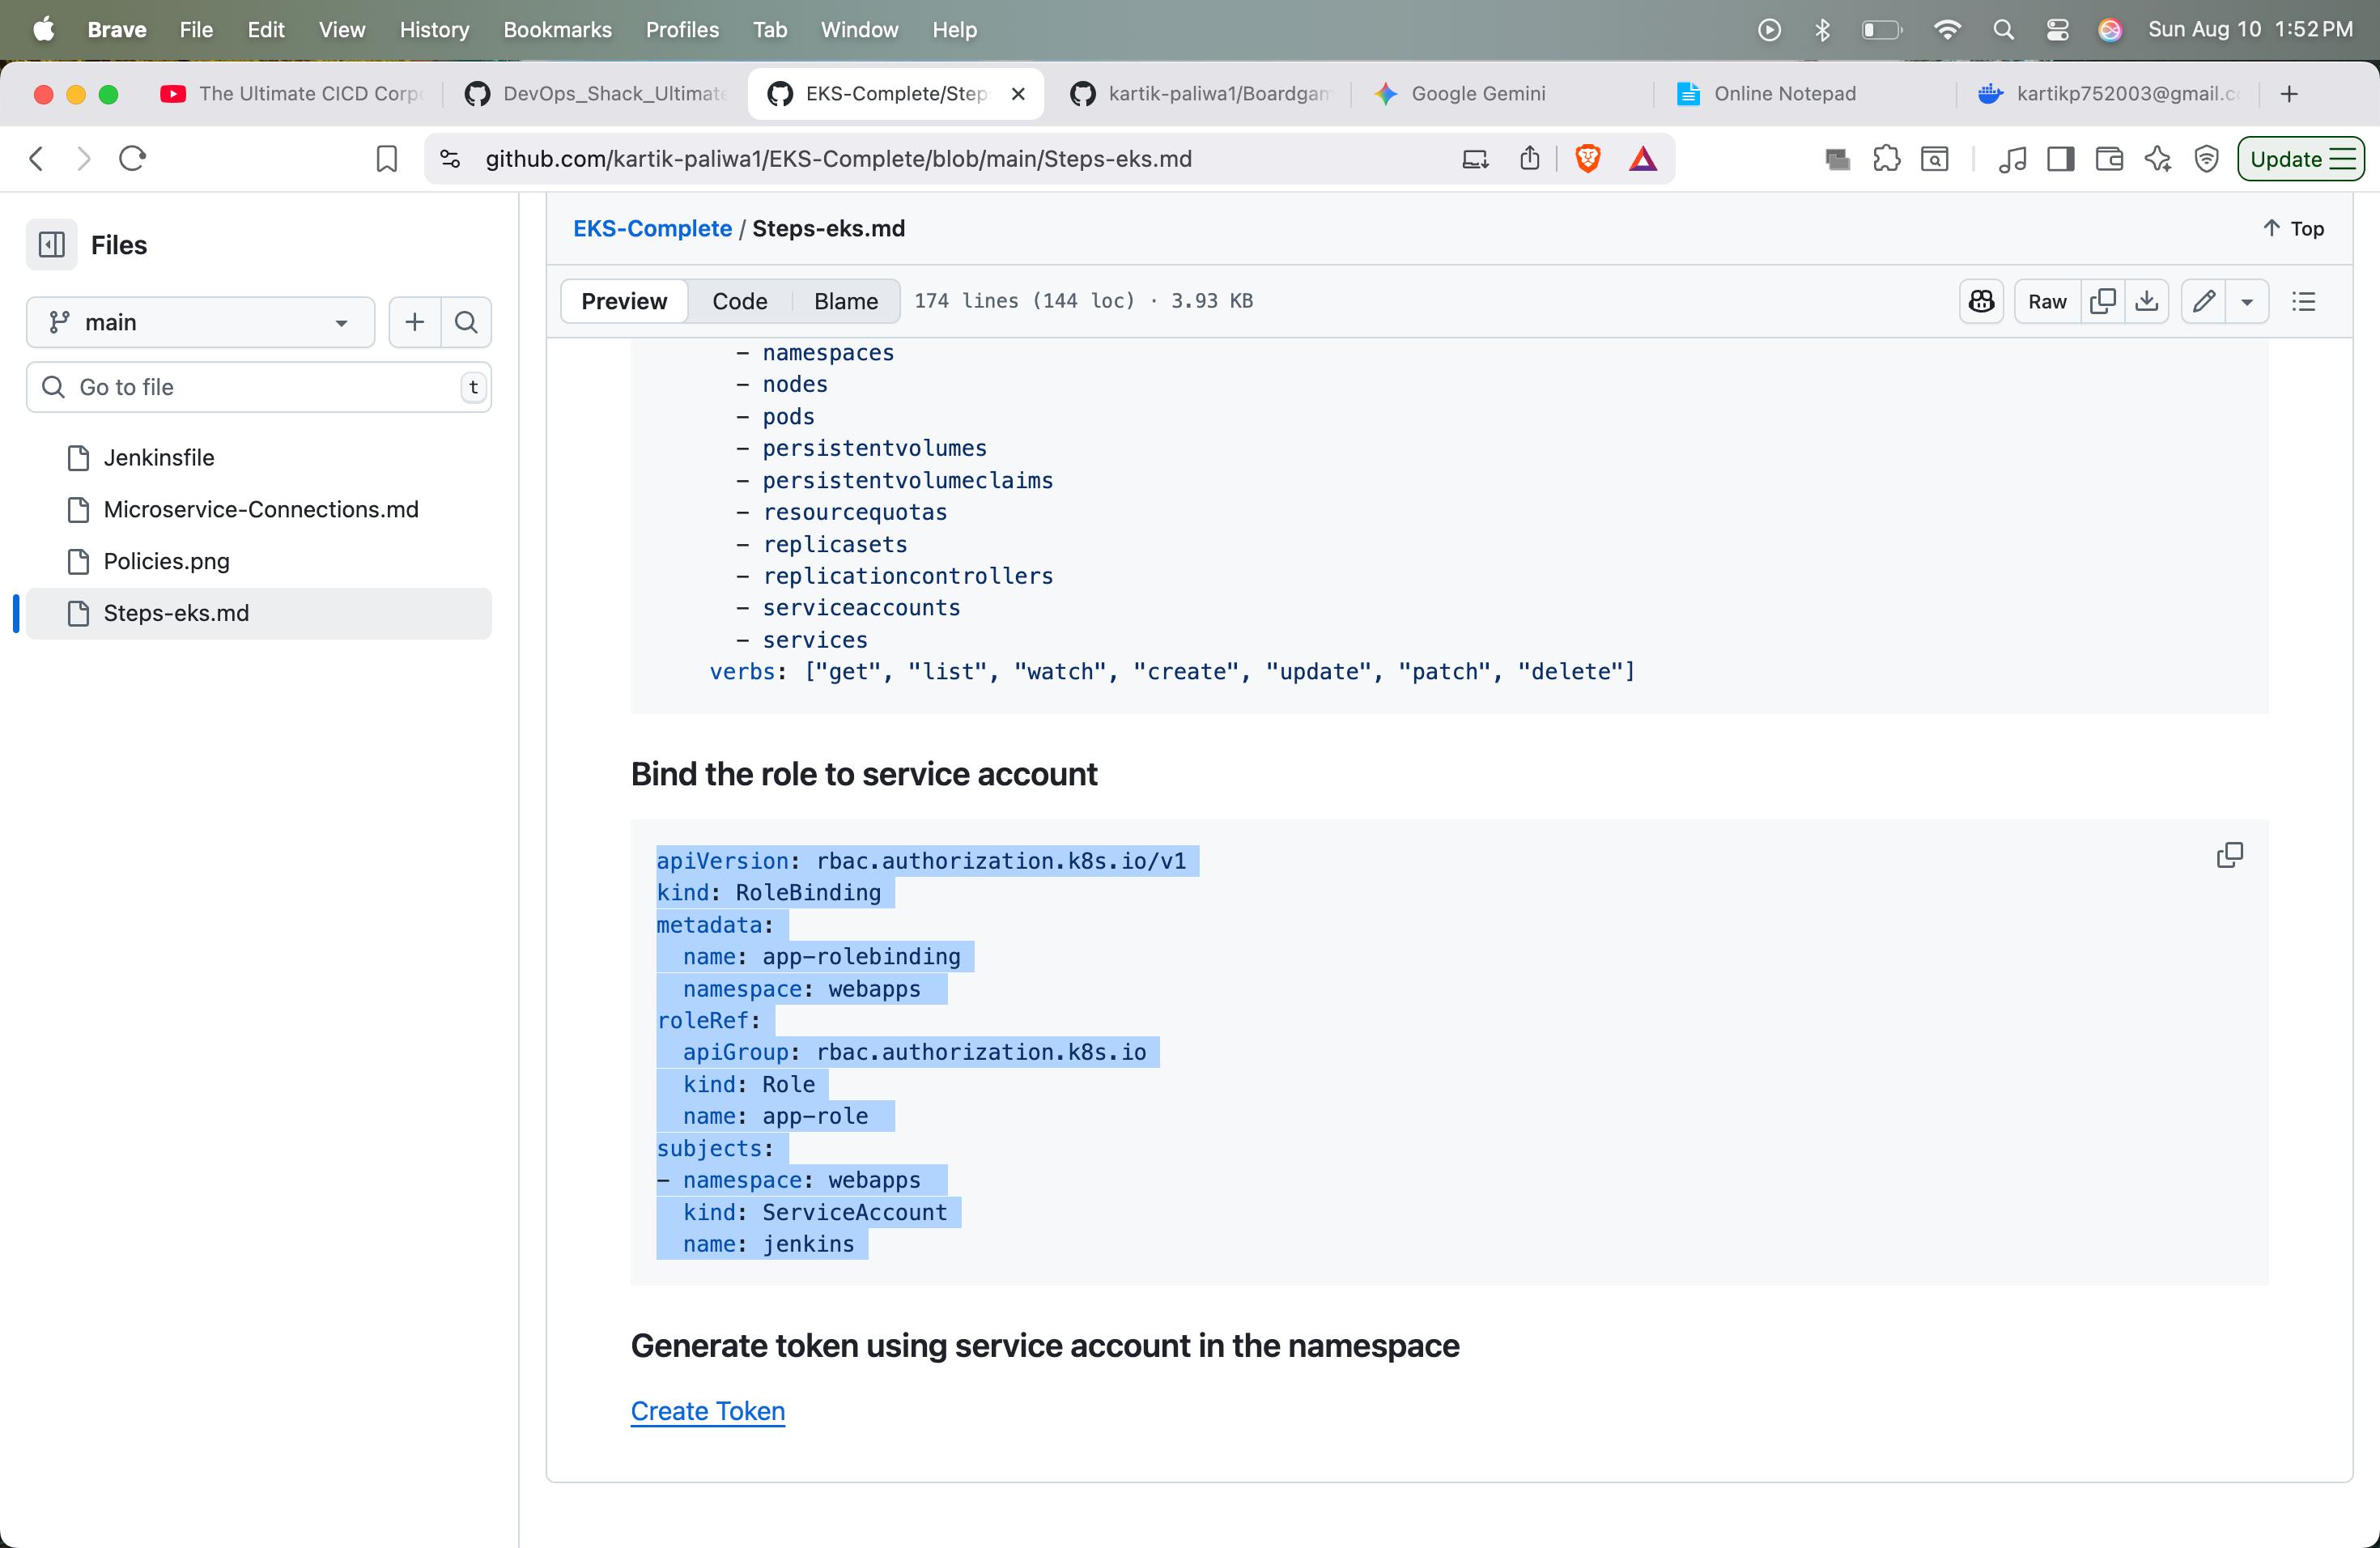 Brave File Edit View History Bookmarks Profiles Tab Window Help Sun Aug 10 1:52 PM
The Ultimate CICD Corp DevOps_Shack_Ultimate EKS-Complete/Step kartik-paliwa1/Boardgam Google Gemini Online Notepad kartikp752003@gmail.c
github.com/kartik-paliwa1/EKS-Complete/blob/main/Steps-eks.md Update
Files
main
Go to file t
Jenkinsfile
Microservice-Connections.md
Policies.png
Steps-eks.md
EKS-Complete / Steps-eks.md Top
Preview Code Blame 174 lines (144 loc) · 3.93 KB Raw
- namespaces
- nodes
- pods
- persistentvolumes
- persistentvolumeclaims
- resourcequotas
- replicasets
- replicationcontrollers
- serviceaccounts
- services
verbs: ["get", "list", "watch", "create", "update", "patch", "delete"]
Bind the role to service account
apiVersion: rbac.authorization.k8s.io/v1
kind: RoleBinding
metadata:
name: app-rolebinding
namespace: webapps
roleRef:
apiGroup: rbac.authorization.k8s.io
kind: Role
name: app-role
subjects:
- namespace: webapps
kind: ServiceAccount
name: jenkins
Generate token using service account in the namespace
Create Token